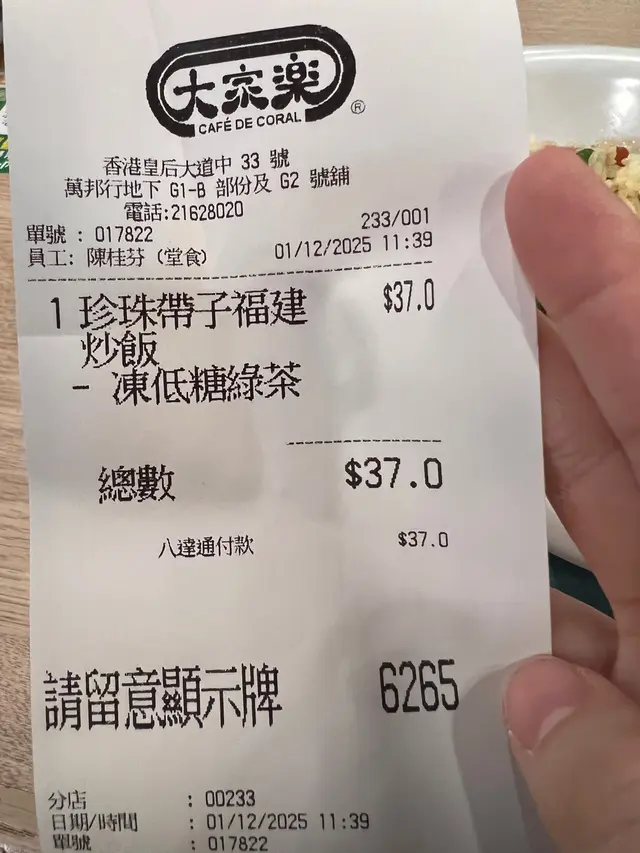 大家樂
CAFÉ DE CORAL ®
香港皇后大道中 33 號
萬邦行地下 G1-B 部份及 G2 號舖
電話:21628020
單號 : 017822 233/001
員工: 陳桂芬 (堂食) 01/12/2025 11:39
1 珍珠帶子福建 $37.0
炒飯
- 凍低糖綠茶
總數 $37.0
八達通付款 $37.0
請留意顯示牌 6265
分店 : 00233
日期/時間 : 01/12/2025 11:39
單號 : 017822